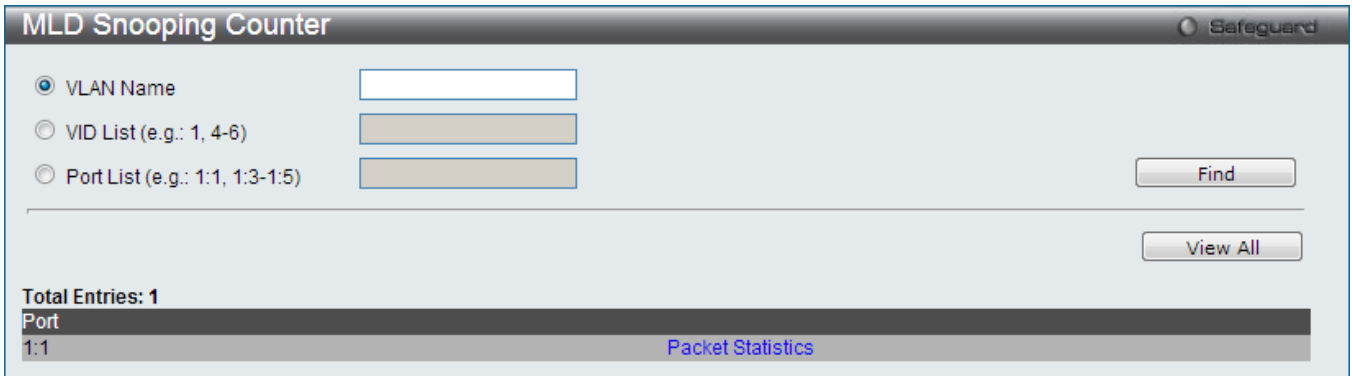 MLD Snooping Counter
Safeguard
VLAN Name
VID List (e.g.: 1, 4-6)
Port List (e.g.: 1:1, 1:3-1:5)
Find
View All
Total Entries: 1
Port
1:1 Packet Statistics